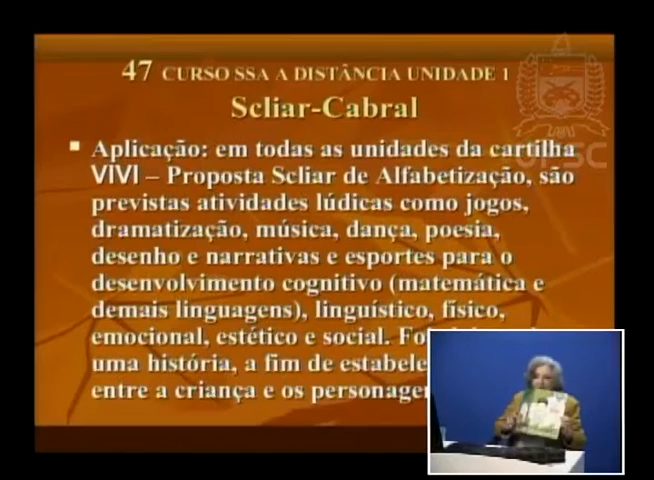 47 CURSO SSA A DISTÂNCIA UNIDADE 1
Scliar-Cabral
Aplicação: em todas as unidades da cartilha
VIVI – Proposta Scliar de Alfabetização, são
previstas atividades lúdicas como jogos,
dramatização, música, dança, poesia,
desenho e narrativas e esportes para o
desenvolvimento cognitivo (matemática e
demais linguagens), linguístico, físico,
emocional, estético e social.
uma história, a fim de
entre a criança e os
UFSC